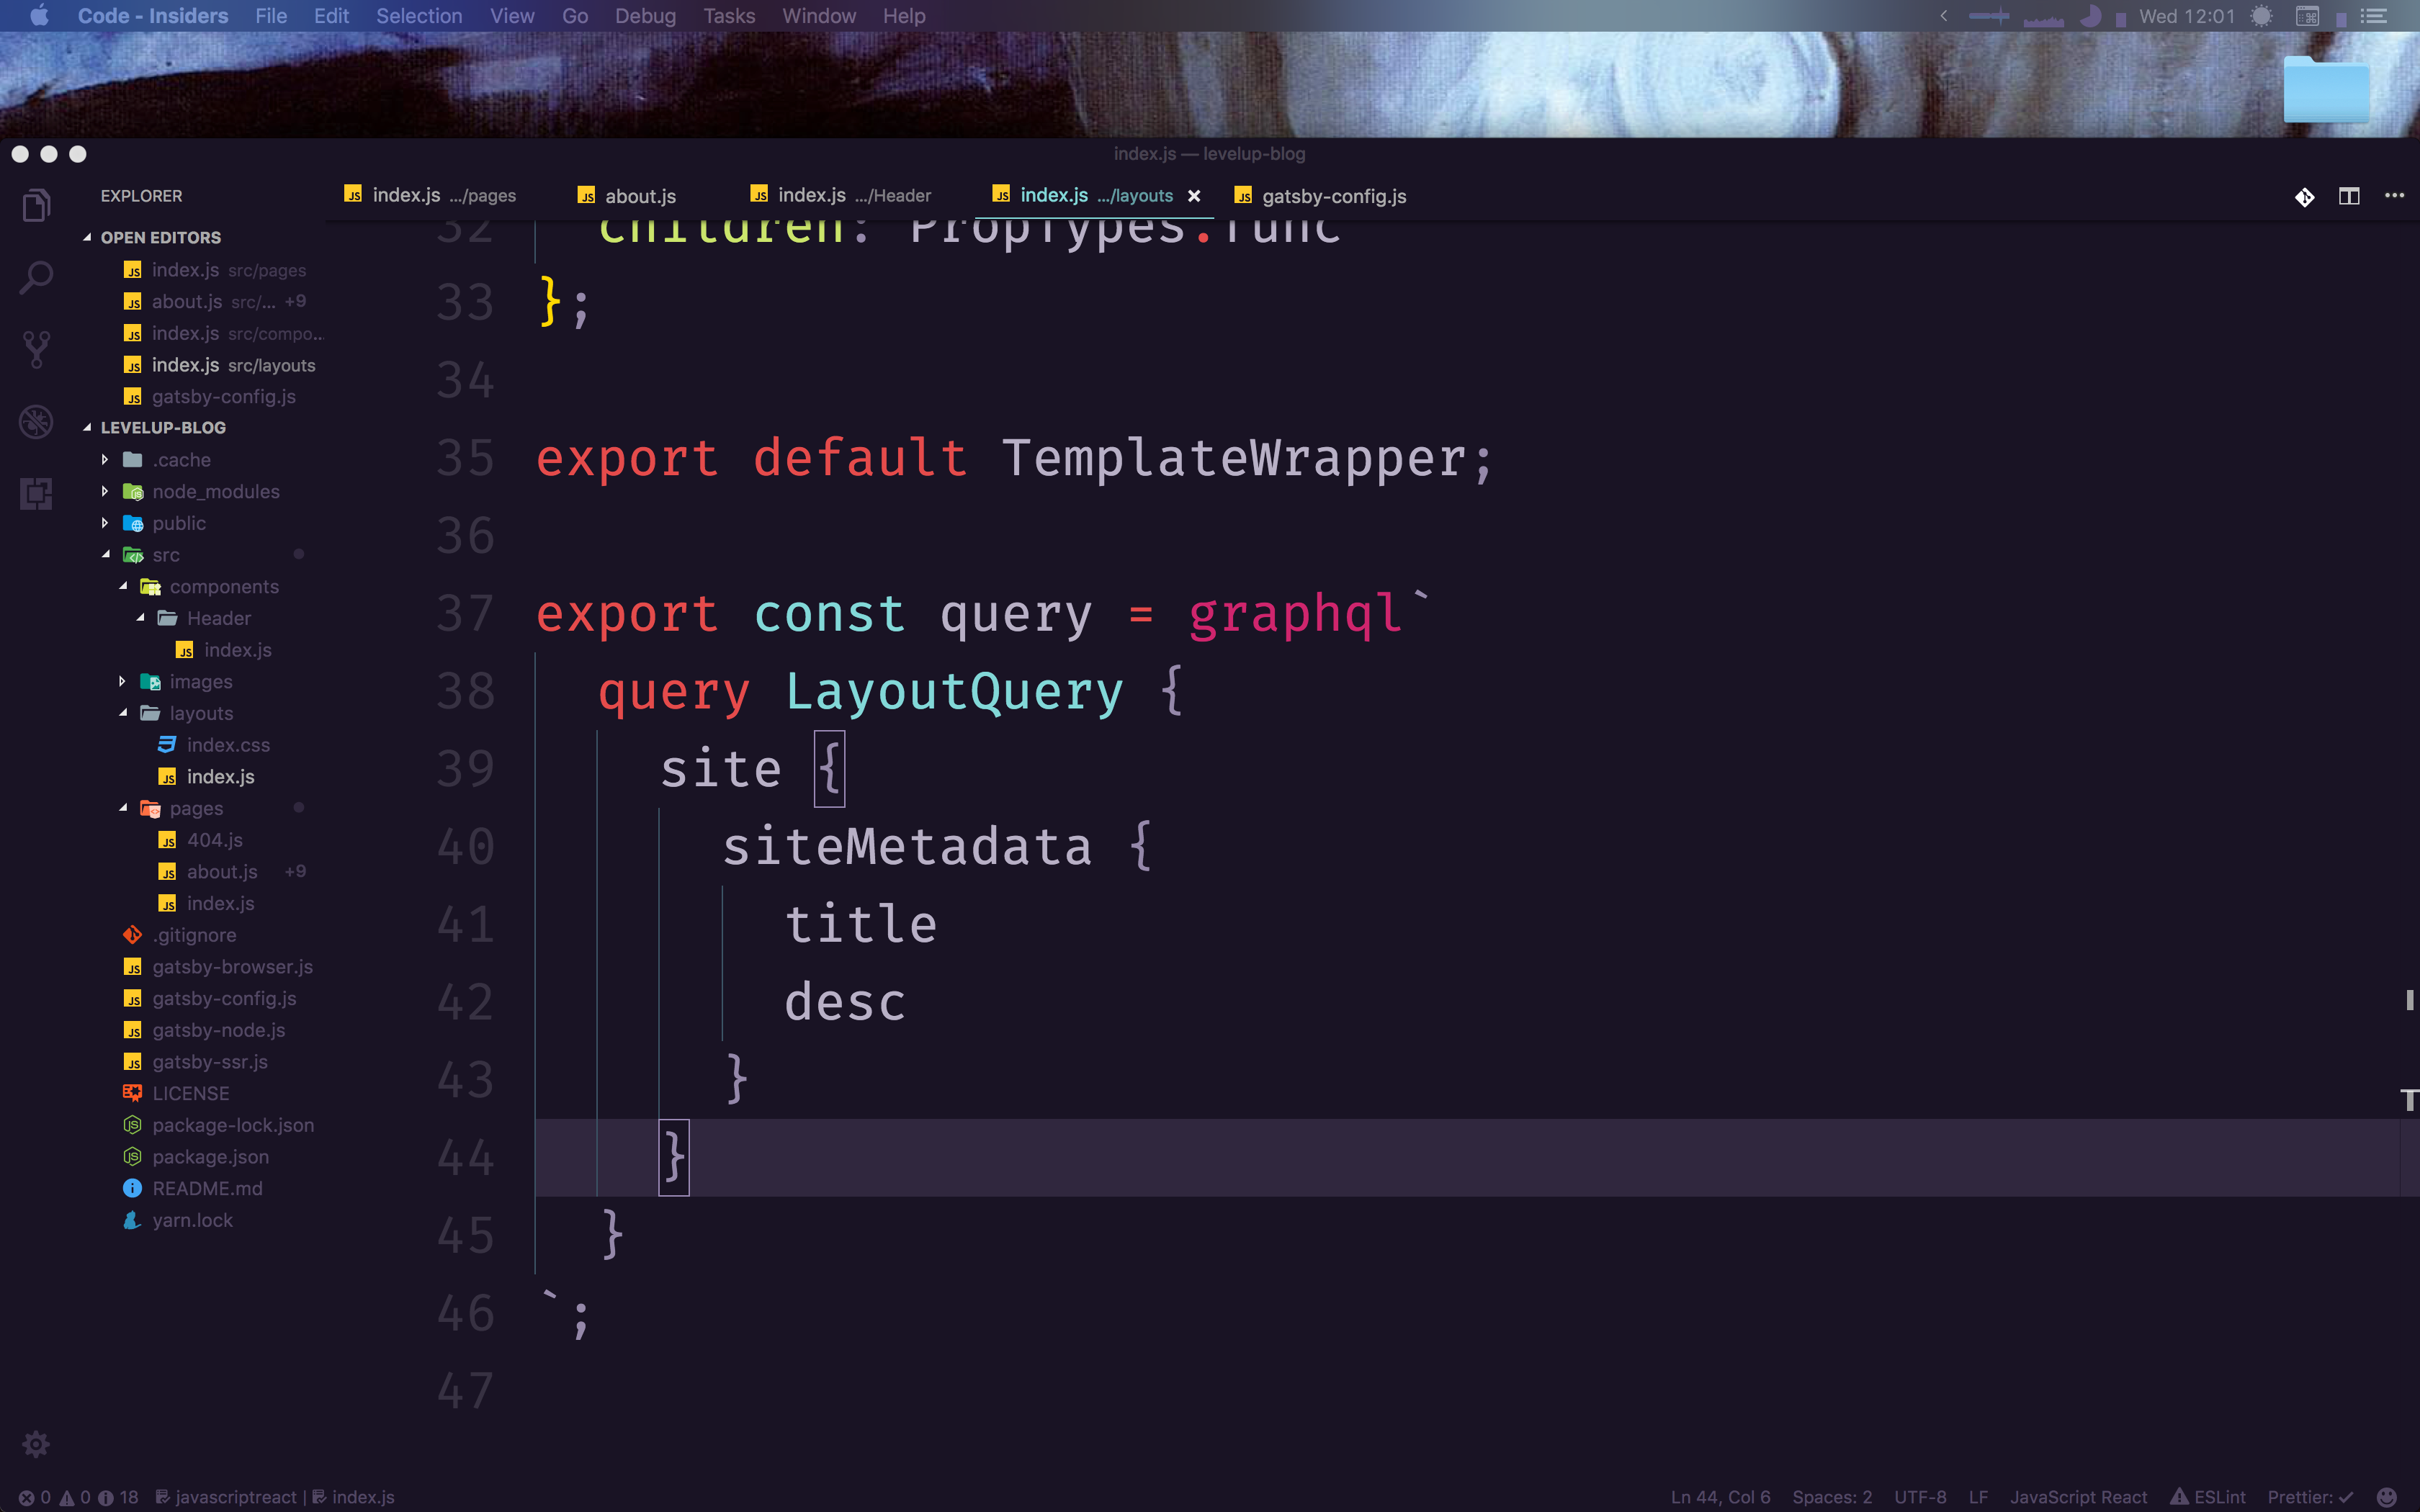 Code - Insiders File Edit Selection View Go Debug Tasks Window Help Wed 12:01
index.js — levelup-blog
EXPLORER
index.js .../pages about.js index.js .../Header index.js .../layouts gatsby-config.js
OPEN EDITORS
index.js src/pages
about.js src/... +9
index.js src/compo...
index.js src/layouts
gatsby-config.js
LEVELUP-BLOG
.cache
node_modules
public
src
components
Header
index.js
images
layouts
index.css
index.js
pages
404.js
about.js +9
index.js
.gitignore
gatsby-browser.js
gatsby-config.js
gatsby-node.js
gatsby-ssr.js
LICENSE
package-lock.json
package.json
README.md
yarn.lock
32 children: PropTypes.func
33 };
34
35 export default TemplateWrapper;
36
37 export const query = graphql`
38 query LayoutQuery {
39 site {
40 siteMetadata {
41 title
42 desc
43 }
44 }
45 }
46 `;
47
0 0 18 javascriptreact | index.js Ln 44, Col 6 Spaces: 2 UTF-8 LF JavaScript React ESLint Prettier: ✓